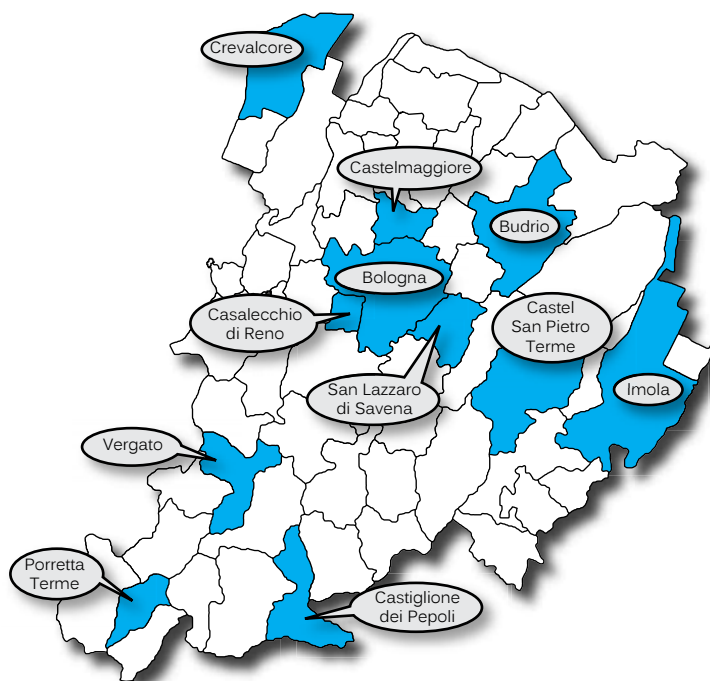 Crevalcore
Castelmaggiore
Budrio
Bologna
Casalecchio
di Reno
Castel
San Pietro
Terme
San Lazzaro
di Savena
Imola
Vergato
Porretta
Terme
Castiglione
dei Pepoli